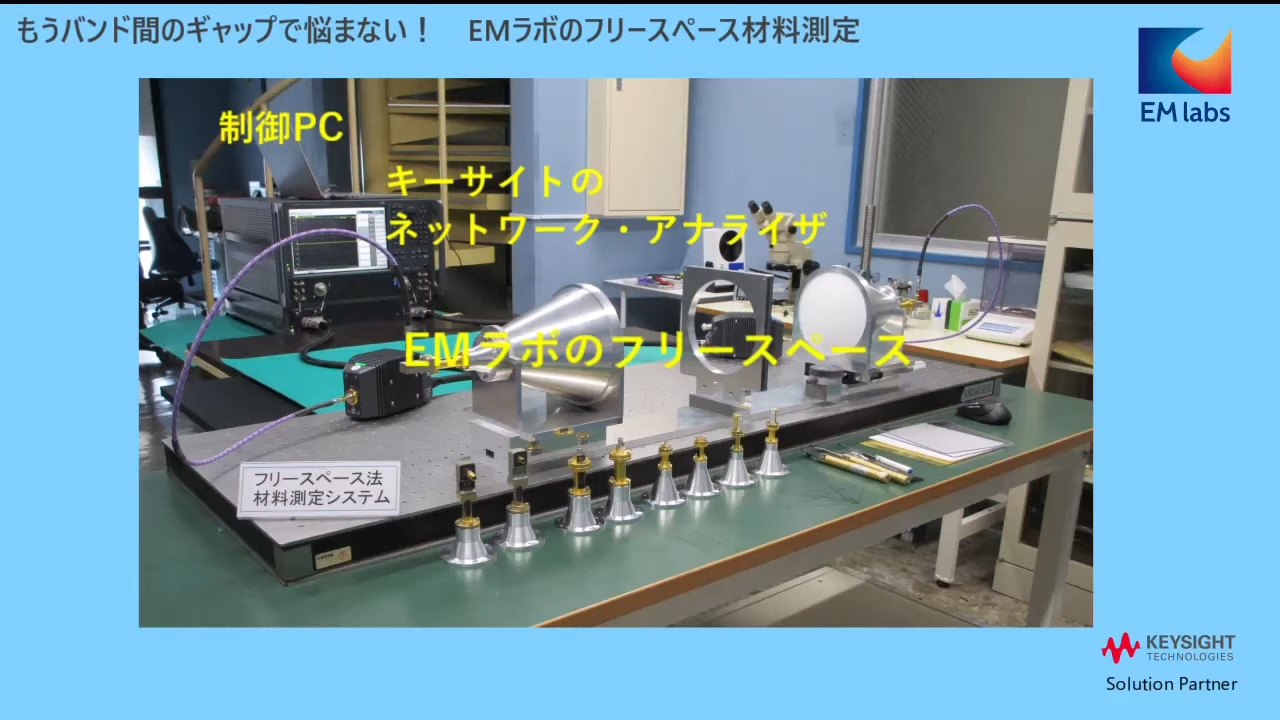 もうバンド間のギャップで悩まない！　EMラボのフリースペース材料測定
EM labs
制御PC
キーサイトの
ネットワーク・アナライザ
EMラボのフリースペース
フリースペース法
材料測定システム
KEYSIGHT
TECHNOLOGIES
Solution Partner